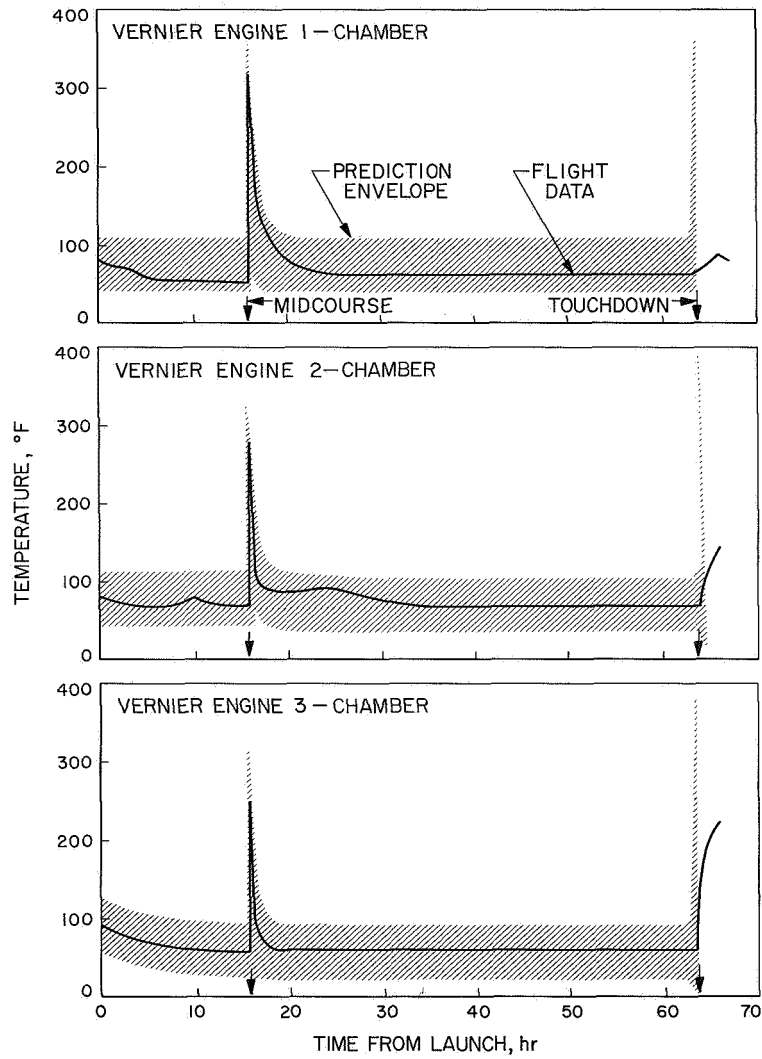 VERNIER ENGINE 1—CHAMBER
400
300
200
100
0
PREDICTION
ENVELOPE
FLIGHT
DATA
MIDCOURSE
TOUCHDOWN
VERNIER ENGINE 2—CHAMBER
400
300
200
100
0
TEMPERATURE, °F
VERNIER ENGINE 3—CHAMBER
400
300
200
100
0
0 10 20 30 40 50 60 70
TIME FROM LAUNCH, hr